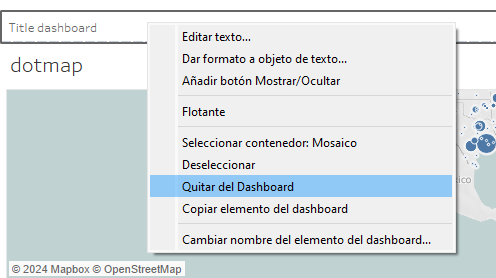 Title dashboard
dotmap
Editar texto...
Dar formato a objeto de texto...
Añadir botón Mostrar/Ocultar
Flotante
Seleccionar contenedor: Mosaico
Deseleccionar
Quitar del Dashboard
Copiar elemento del dashboard
Cambiar nombre del elemento del dashboard...
© 2024 Mapbox © OpenStreetMap